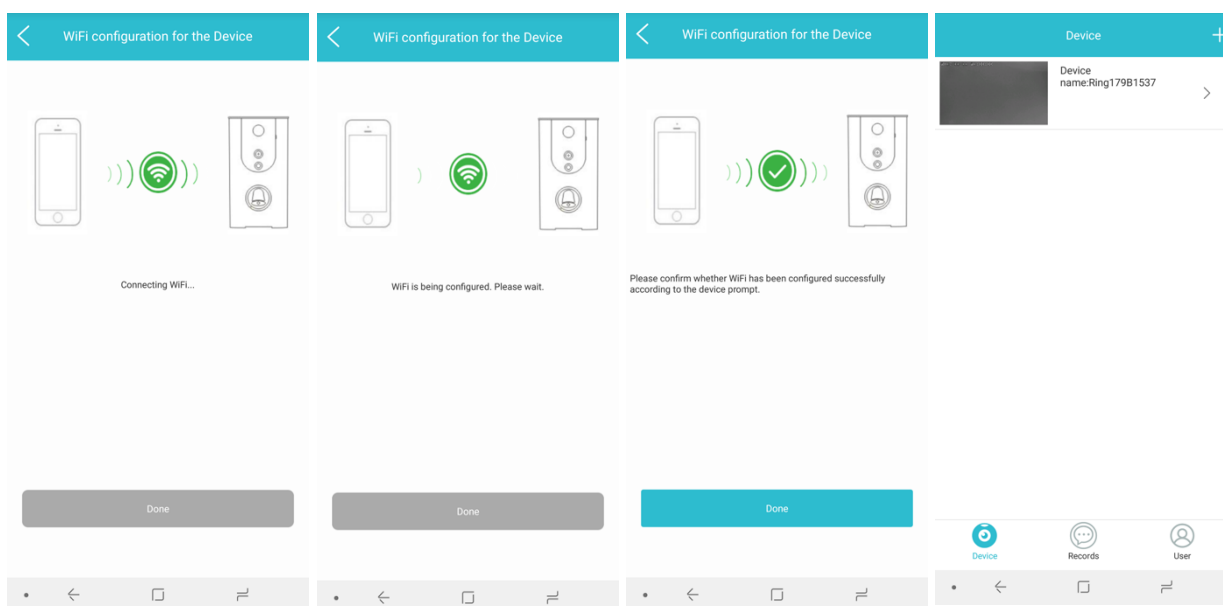 WiFi configuration for the Device
Connecting WiFi...
Done
WiFi configuration for the Device
WiFi is being configured. Please wait.
Done
WiFi configuration for the Device
Please confirm whether WiFi has been configured successfully
according to the device prompt.
Done
Device
Device
name:Ring179B1537
Device
Records
User